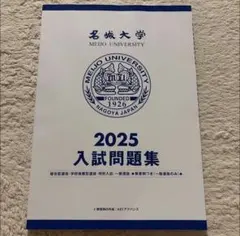 名城大学
MEIJO UNIVERSITY
MEIJO UNIVERSITY
FOUNDED
1926
NAGOYA JAPAN
2025
入試問題集